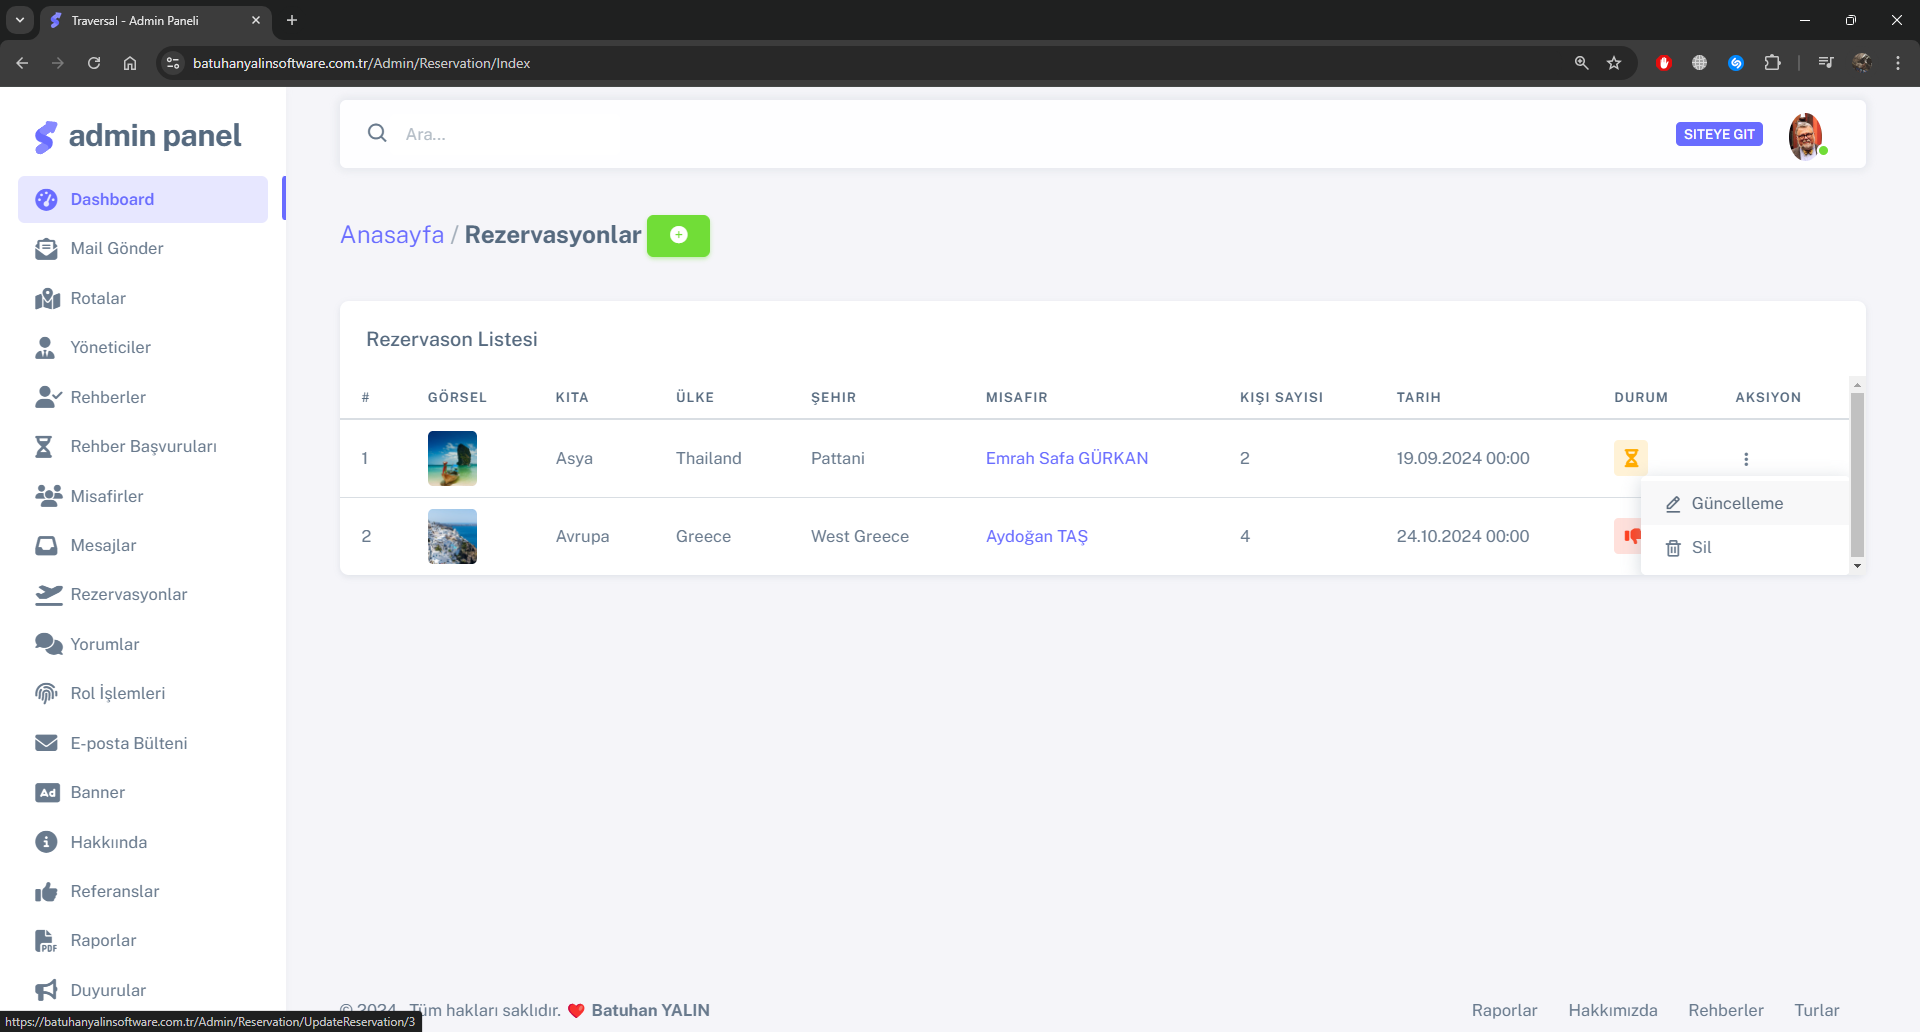 Traversal - Admin Paneli
batuhanyalinsoftware.com.tr/Admin/Reservation/Index
admin panel
Ara...
SITEYE GIT
Dashboard
Mail Gönder
Rotalar
Yöneticiler
Rehberler
Rehber Başvuruları
Misafirler
Mesajlar
Rezervasyonlar
Yorumlar
Rol İşlemleri
E-posta Bülteni
Ad
Banner
Hakkıında
Referanslar
PDF
Raporlar
Duyurular
Anasayfa / Rezervasyonlar
Rezervason Listesi
# GÖRSEL KITA ÜLKE ŞEHIR MISAFIR KIŞI SAYISI TARIH DURUM AKSIYON
1 Asya Thailand Pattani Emrah Safa GÜRKAN 2 19.09.2024 00:00
2 Avrupa Greece West Greece Aydoğan TAŞ 4 24.10.2024 00:00
Güncelleme
Sil
© 2024 Tüm hakları saklıdır. ❤️ Batuhan YALIN
Raporlar Hakkımızda Rehberler Turlar
https://batuhanyalinsoftware.com.tr/Admin/Reservation/UpdateReservation/3